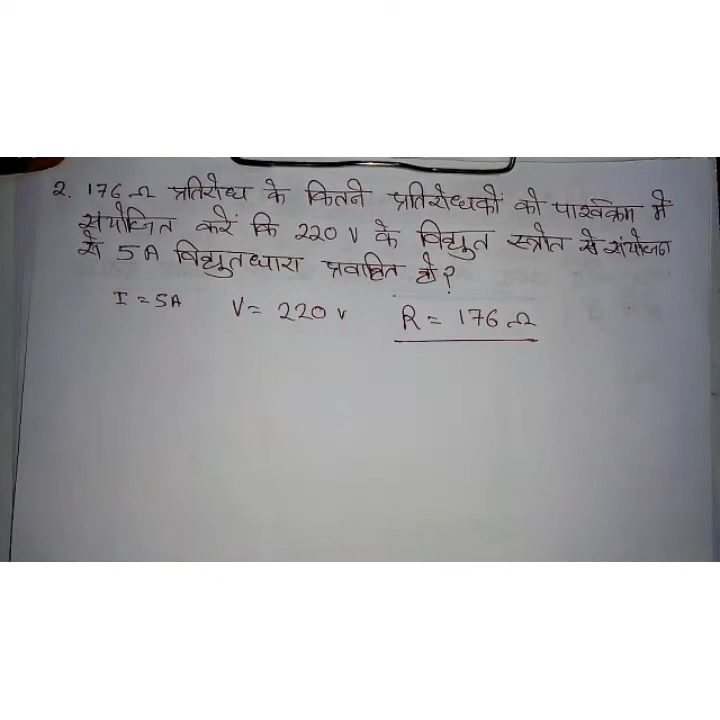 2. 176 Ω प्रतिरोध के कितने प्रतिरोधकों को पार्श्वक्रम में
संयोजित करें कि 220 V के विद्युत स्त्रोत से संयोजन
से 5A विद्युतधारा प्रवाहित हो?
I = 5A V = 220 v R = 176 Ω